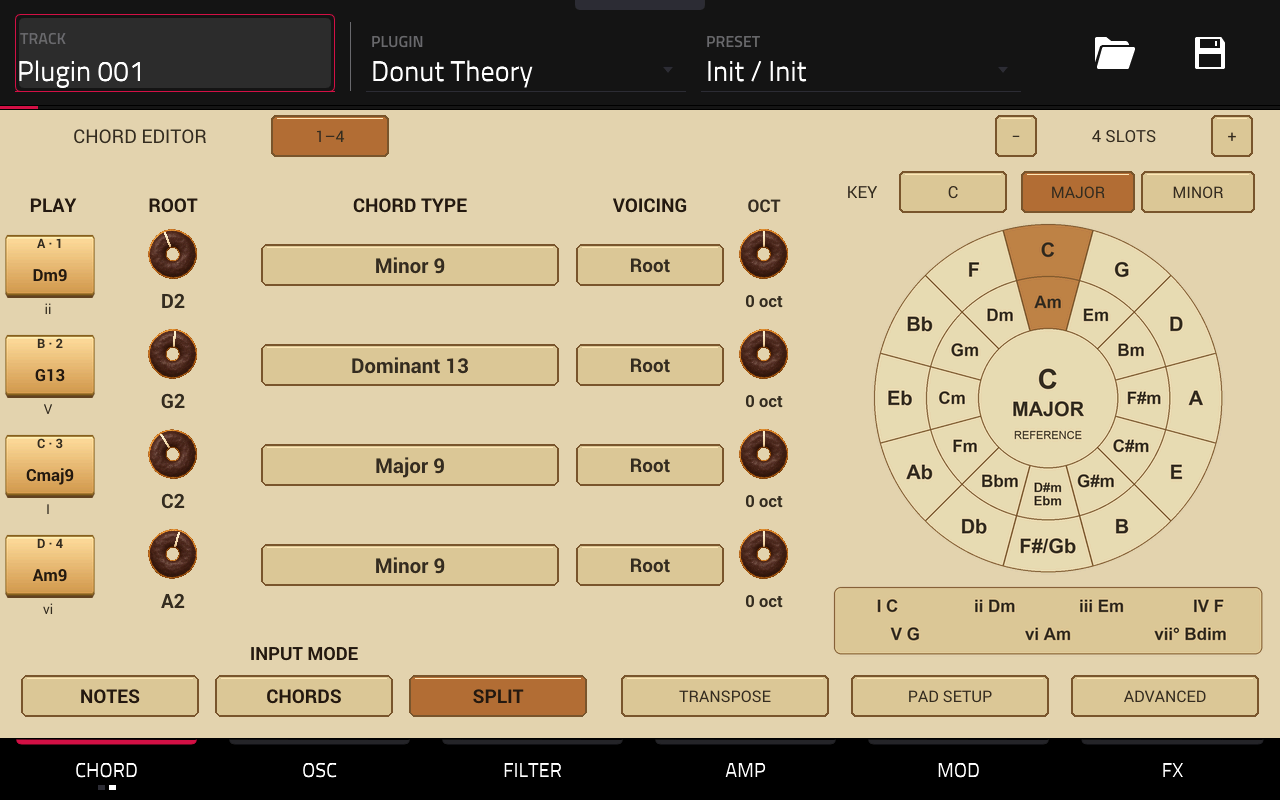 TRACK
Plugin 001
PLUGIN
Donut Theory
PRESET
Init / Init
CHORD EDITOR
1–4
−
4 SLOTS
+
KEY
C
MAJOR
MINOR
PLAY
ROOT
CHORD TYPE
VOICING
OCT
A · 1
Dm9
ii
D2
Minor 9
Root
0 oct
B · 2
G13
V
G2
Dominant 13
Root
0 oct
C · 3
Cmaj9
I
C2
Major 9
Root
0 oct
D · 4
Am9
vi
A2
Minor 9
Root
0 oct
C
G
D
A
E
B
F#/Gb
Db
Ab
Eb
Bb
F
Am
Em
Bm
F#m
C#m
G#m
D#m
Ebm
Bbm
Fm
Cm
Gm
Dm
C
MAJOR
REFERENCE
I C
ii Dm
iii Em
IV F
V G
vi Am
vii° Bdim
INPUT MODE
NOTES
CHORDS
SPLIT
TRANSPOSE
PAD SETUP
ADVANCED
CHORD
OSC
FILTER
AMP
MOD
FX